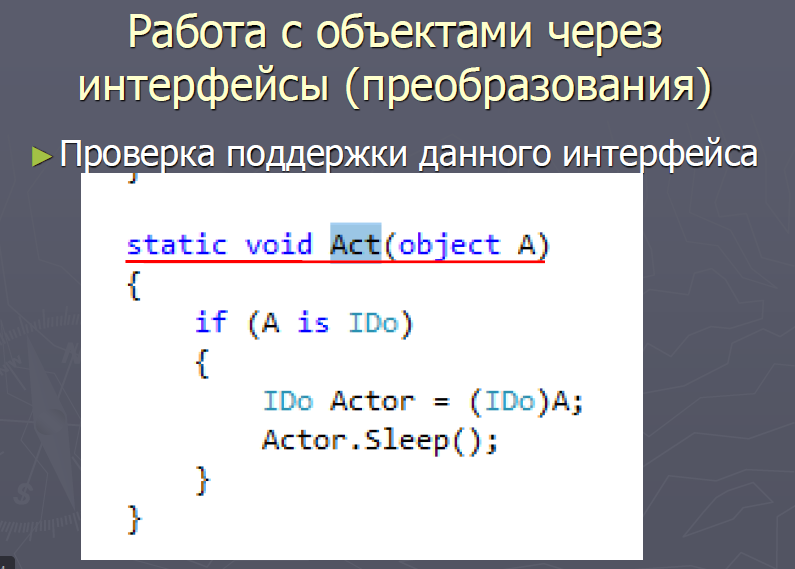 Работа с объектами через
интерфейсы (преобразования)
Проверка поддержки данного интерфейса
}
static void Act(object A)
{
if (A is IDo)
{
IDo Actor = (IDo)A;
Actor.Sleep();
}
}